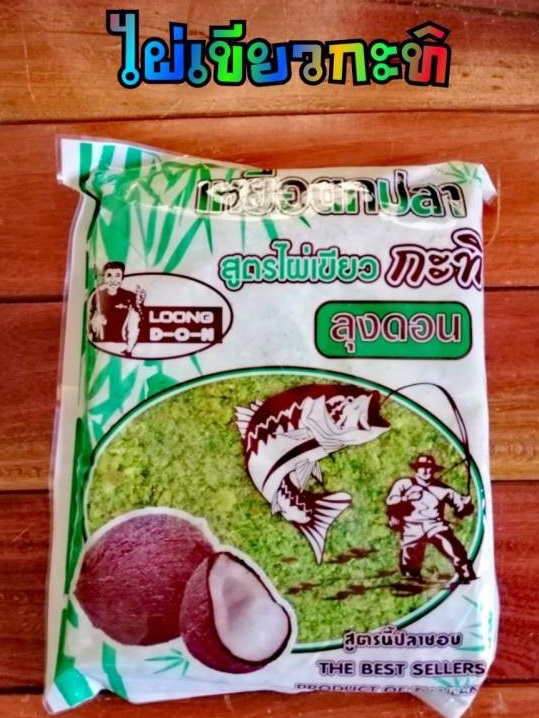 ไผ่เขียวกะทิ
เหยื่อตกปลา
สูตรไผ่เขียว กะทิ
LOONG
D-O-N
ลุงดอน
สูตรนี้ปลาชอบ
THE BEST SELLERS
PRODUCT OF